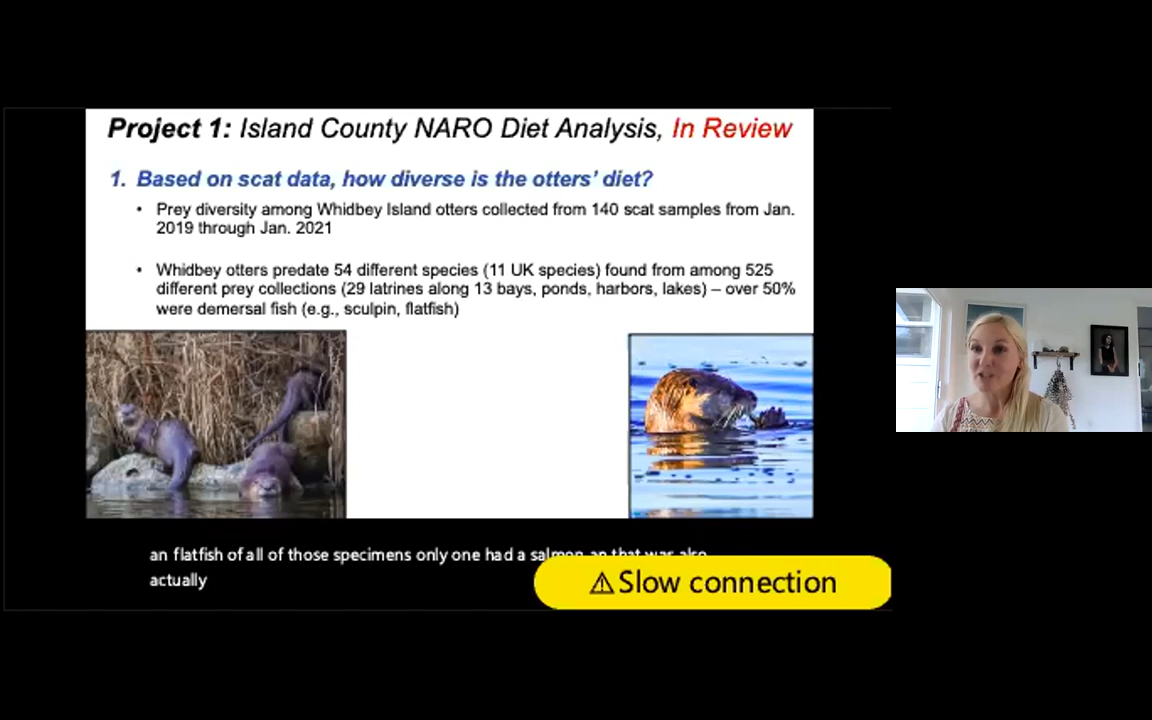 Project 1: Island County NARO Diet Analysis, In Review
1. Based on scat data, how diverse is the otters' diet?
• Prey diversity among Whidbey Island otters collected from 140 scat samples from Jan.
2019 through Jan. 2021
• Whidbey otters predate 54 different species (11 UK species) found from among 525
different prey collections (29 latrines along 13 bays, ponds, harbors, lakes) – over 50%
were demersal fish (e.g., sculpin, flatfish)
an flatfish of all of those specimens only one had a salmon an that was also
actually
⚠Slow connection